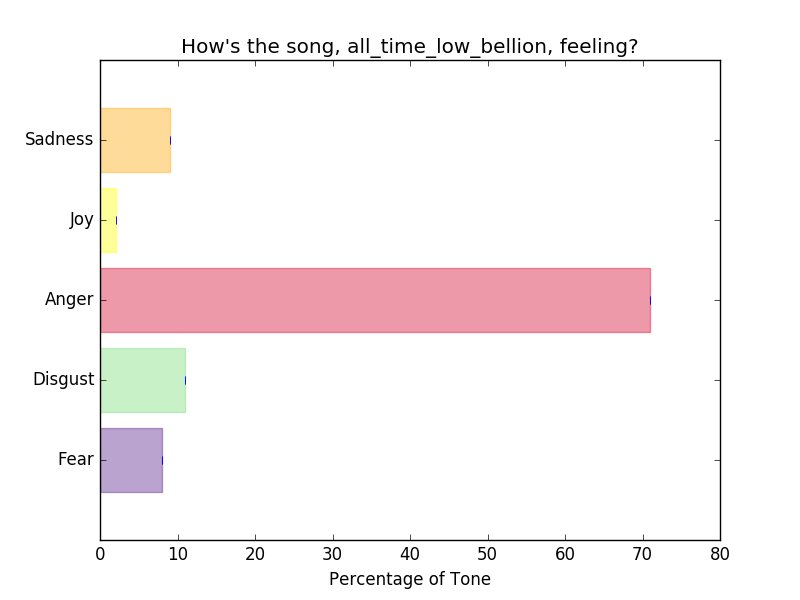 How's the song, all_time_low_bellion, feeling?
Sadness
Joy
Anger
Disgust
Fear
0 10 20 30 40 50 60 70 80
Percentage of Tone